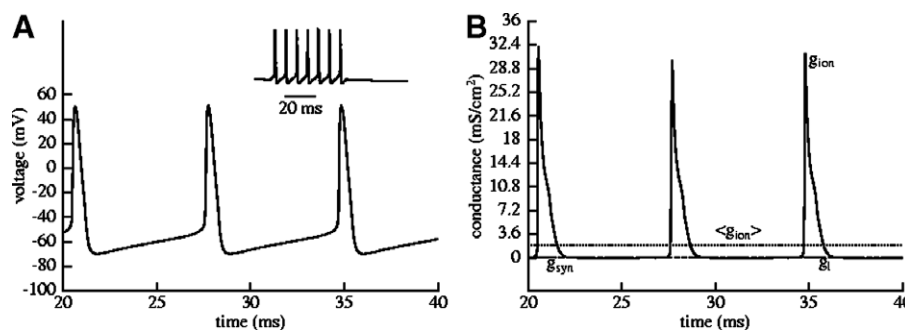 A
20 ms
60
40
20
0
-20
-40
-60
-80
-100
voltage (mV)
20 25 30 35 40
time (ms)
B
36
32.4
28.8
25.2
21.6
18
14.4
10.8
7.2
3.6
0
conductance (mS/cm²)
g_ion
<g_ion>
g_syn
g_l
20 25 30 35 40
time (ms)